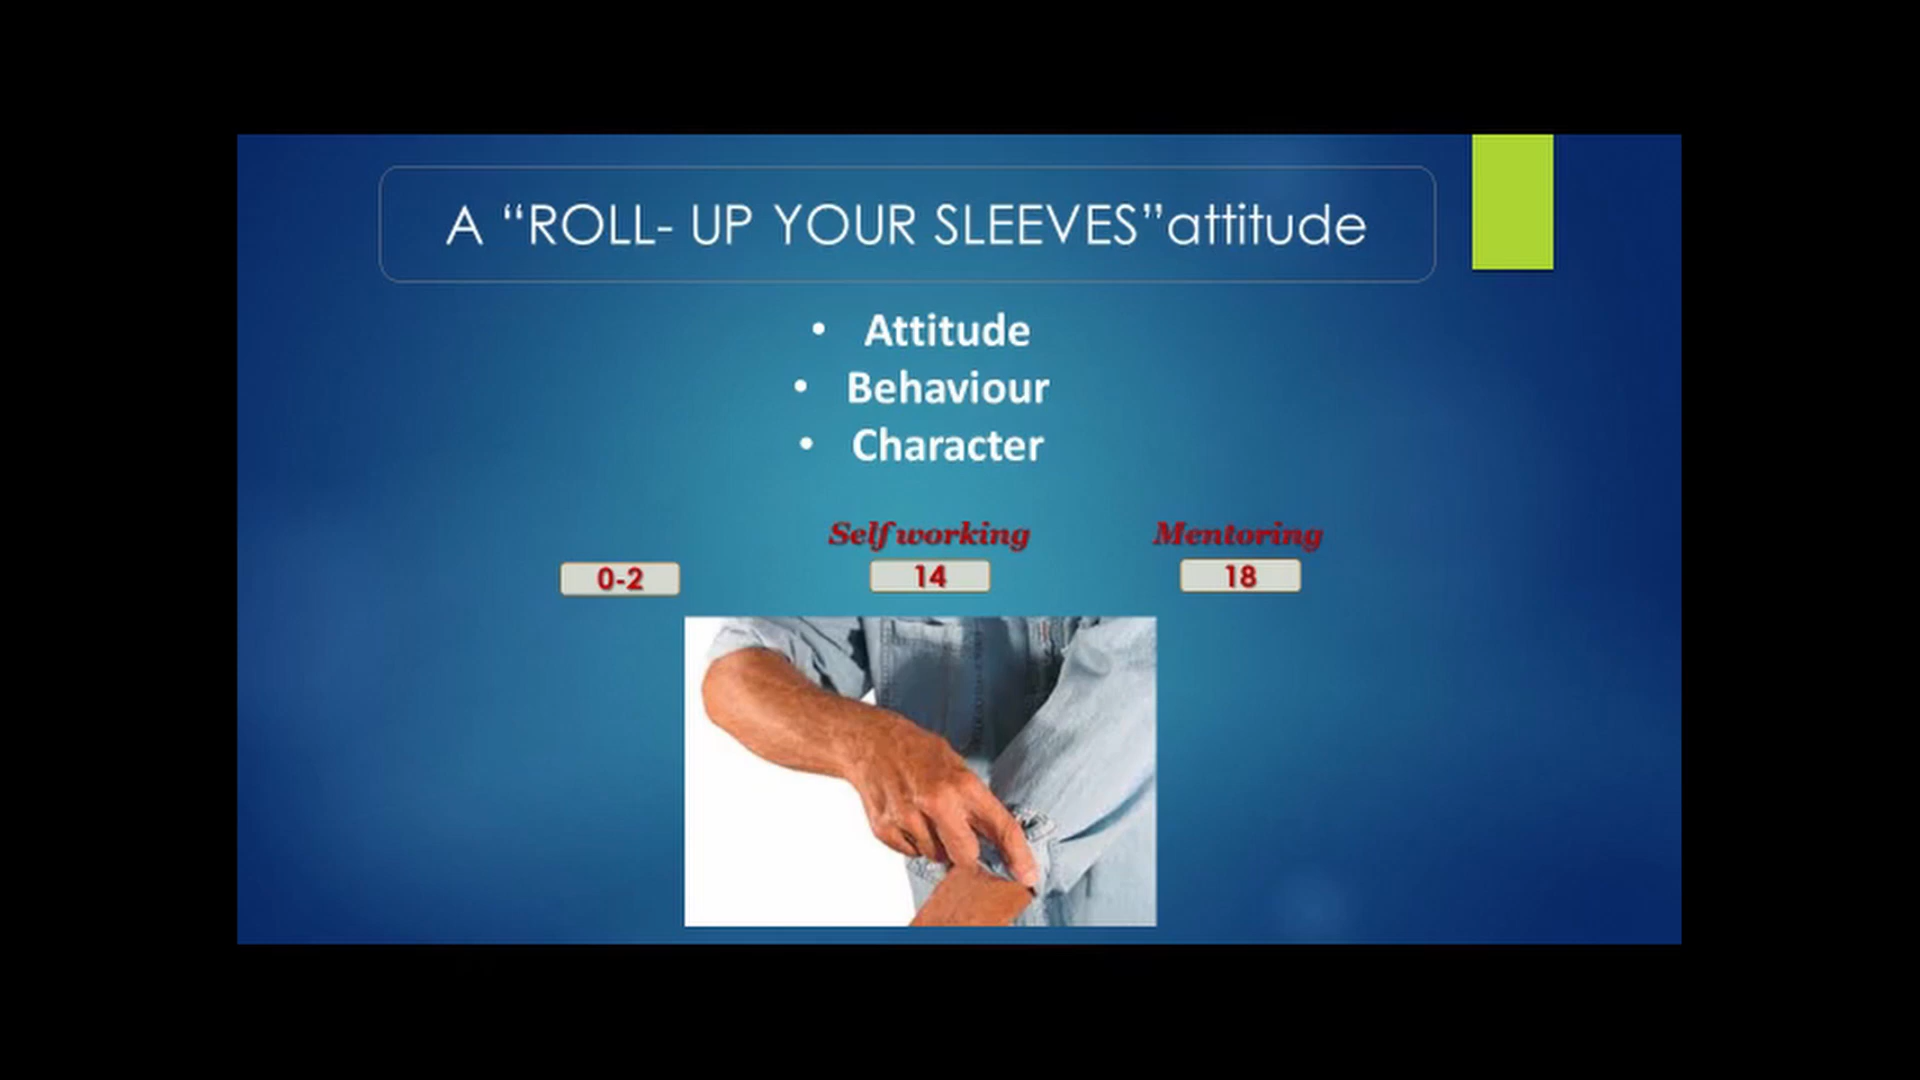 A “ROLL- UP YOUR SLEEVES”attitude
• Attitude
• Behaviour
• Character
Self working Mentoring
0-2 14 18